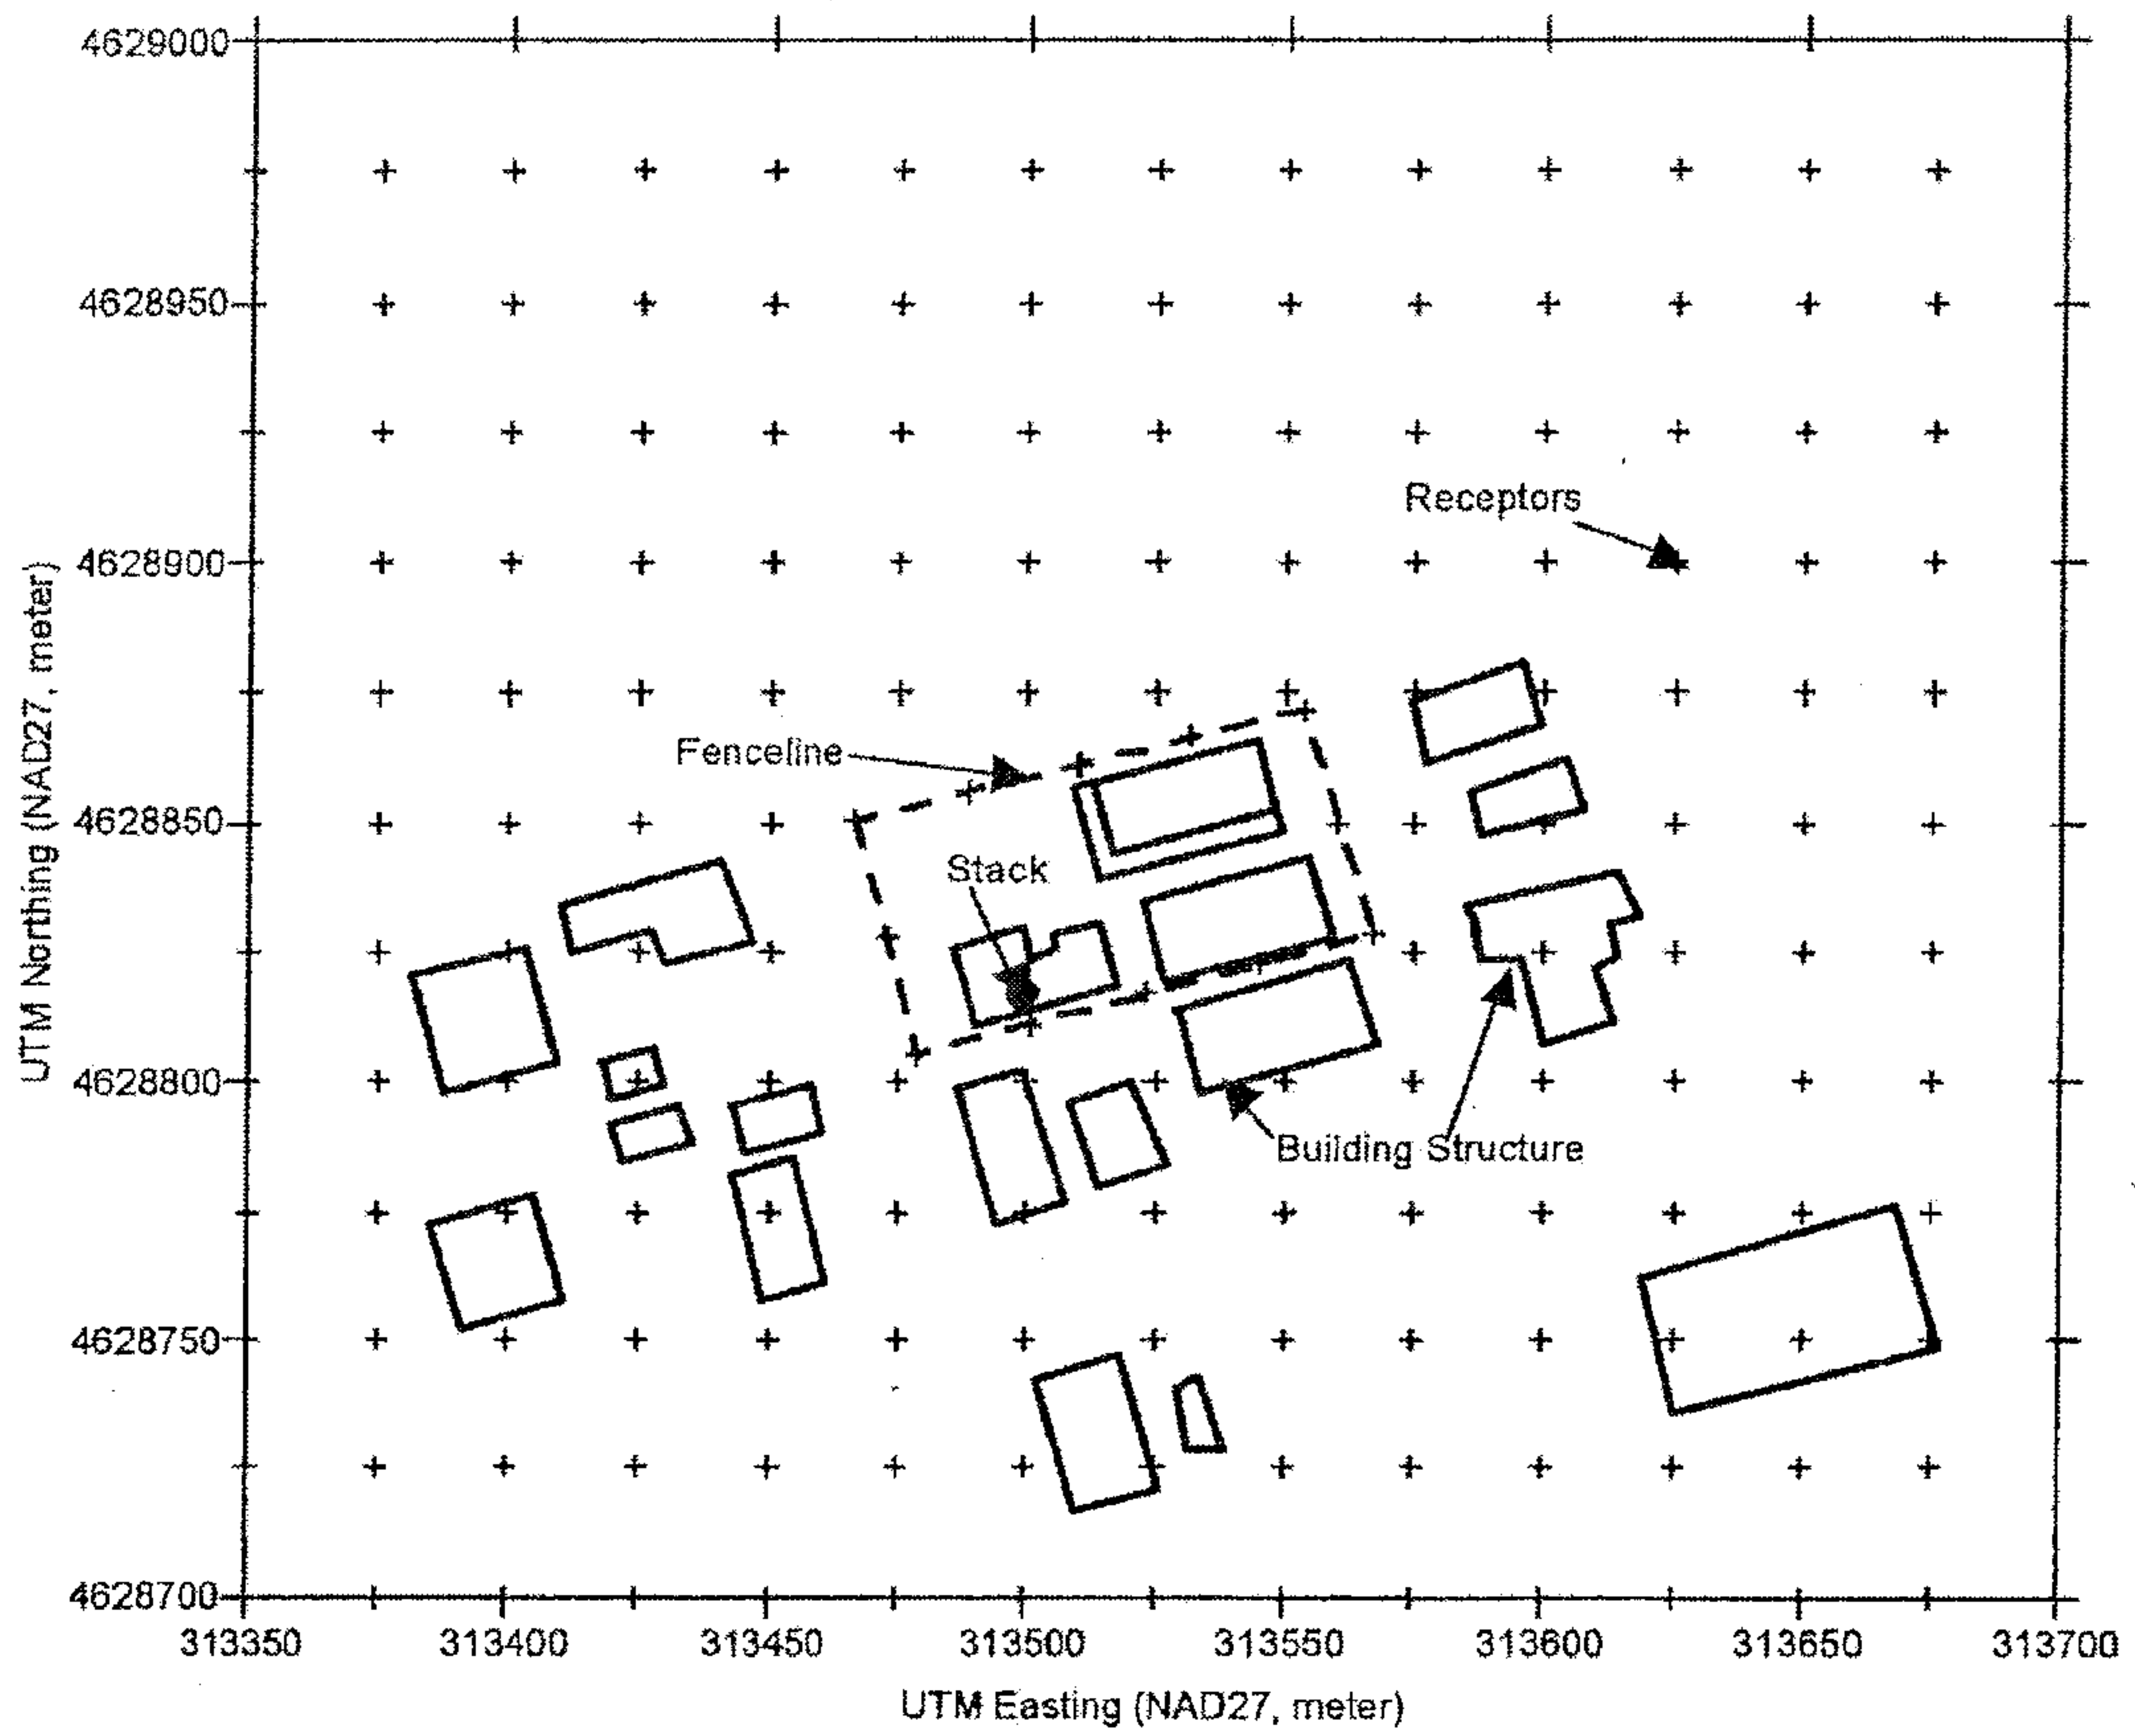 4629000
4628950
Receptors
4628900
UTM Northing (NAD27, meter)
Fenceline
4628850
Stack
4628800
Building Structure
4628750
4628700
313350 313400 313450 313500 313550 313600 313650 313700
UTM Easting (NAD27, meter)